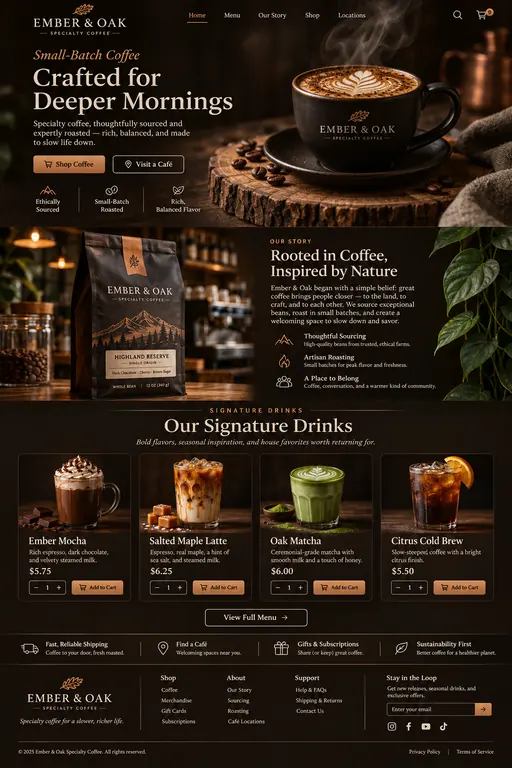 EMBER & OAK
SPECIALTY COFFEE
Home
Menu
Our Story
Shop
Locations
0
Small-Batch Coffee
Crafted for
Deeper Mornings
Specialty coffee, thoughtfully sourced and
expertly roasted — rich, balanced, and made
to slow life down.
Shop Coffee
Visit a Café
Ethically
Sourced
Small-Batch
Roasted
Rich,
Balanced Flavor
EMBER & OAK
SPECIALTY COFFEE
EMBER & OAK
SPECIALTY COFFEE
HIGHLAND RESERVE
SINGLE ORIGIN
Dark Chocolate • Cherry • Brown Sugar
WHOLE BEAN | 12 OZ (340 g)
OUR STORY
Rooted in Coffee,
Inspired by Nature
Ember & Oak began with a simple belief: great
coffee brings people closer — to the land, to
craft, and to each other. We source exceptional
beans, roast in small batches, and create a
welcoming space to slow down and savor.
Thoughtful Sourcing
High-quality beans from trusted, ethical farms.
Artisan Roasting
Small batches for peak flavor and freshness.
A Place to Belong
Coffee, conversation, and a warmer kind of community.
SIGNATURE DRINKS
Our Signature Drinks
Bold flavors, seasonal inspiration, and house favorites worth returning for.
Ember Mocha
Rich espresso, dark chocolate,
and velvety steamed milk.
$5.75
− 1 +
Add to Cart
Salted Maple Latte
Espresso, real maple, a hint of
sea salt, and steamed milk.
$6.25
− 1 +
Add to Cart
Oak Matcha
Ceremonial-grade matcha with
smooth milk and a touch of honey.
$6.00
− 1 +
Add to Cart
Citrus Cold Brew
Slow-steeped coffee with a bright
citrus finish.
$5.50
− 1 +
Add to Cart
View Full Menu →
Fast, Reliable Shipping
Coffee to your door, fresh roasted.
Find a Café
Welcoming spaces near you.
Gifts & Subscriptions
Share (or keep) great coffee.
Sustainability First
Better coffee for a healthier planet.
EMBER & OAK
SPECIALTY COFFEE
Specialty coffee for a slower, richer life.
Shop
Coffee
Merchandise
Gift Cards
Subscriptions
About
Our Story
Sourcing
Roasting
Café Locations
Support
Help & FAQs
Shipping & Returns
Contact Us
Stay in the Loop
Get new releases, seasonal drinks, and
exclusive offers.
Enter your email →
© 2025 Ember & Oak Specialty Coffee. All rights reserved.
Privacy Policy | Terms of Service